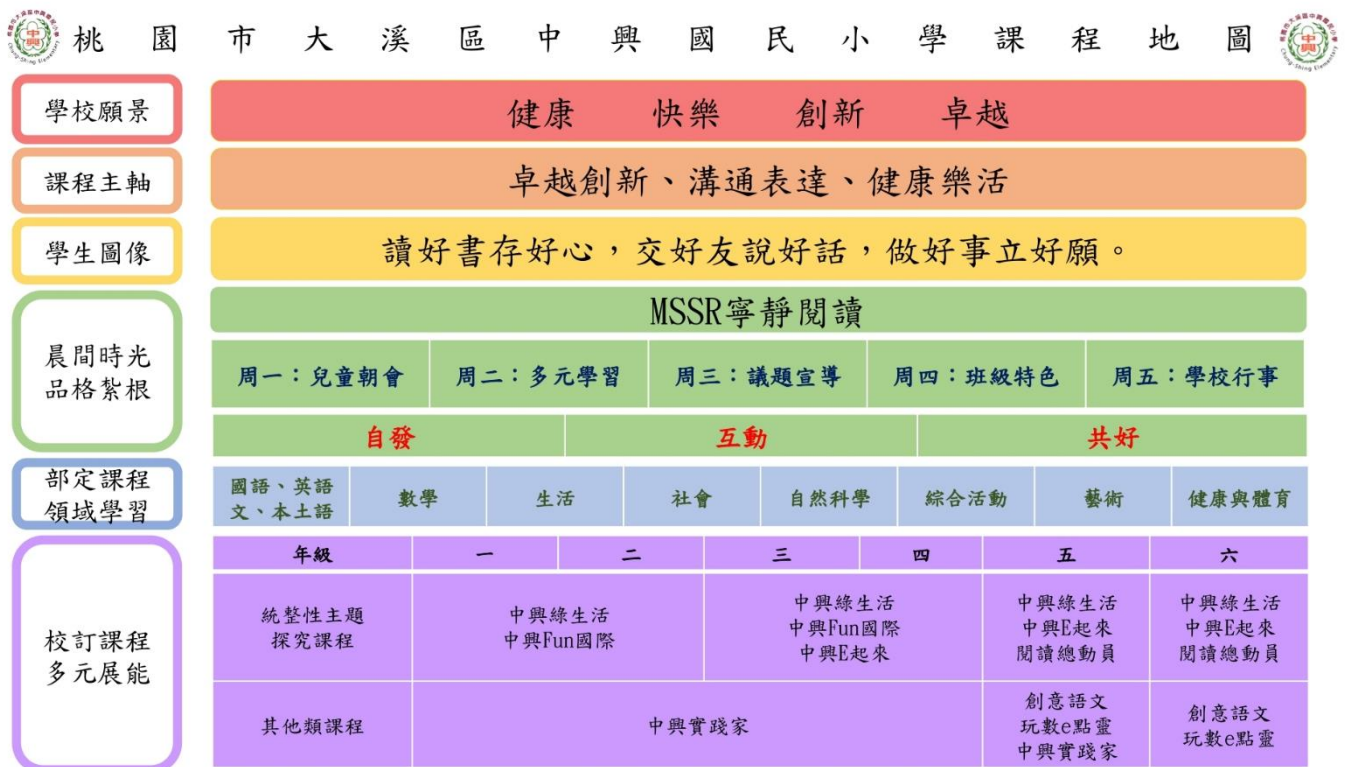 桃園市大溪區中興國民小學課程地圖
學校願景
健康 快樂 創新 卓越
課程主軸
卓越創新、溝通表達、健康樂活
學生圖像
讀好書存好心，交好友說好話，做好事立好願。
晨間時光
品格紮根
MSSR寧靜閱讀
周一：兒童朝會 周二：多元學習 周三：議題宣導 周四：班級特色 周五：學校行事
自發 互動 共好
部定課程
領域學習
國語、英語
文、本土語
數學 生活 社會 自然科學 綜合活動 藝術 健康與體育
校訂課程
多元展能
年級 一 二 三 四 五 六
統整性主題
探究課程
中興綠生活
中興Fun國際
中興綠生活
中興Fun國際
中興E起來
中興綠生活
中興E起來
閱讀總動員
中興綠生活
中興E起來
閱讀總動員
其他類課程
中興實踐家
創意語文
玩數e點靈
中興實踐家
創意語文
玩數e點靈